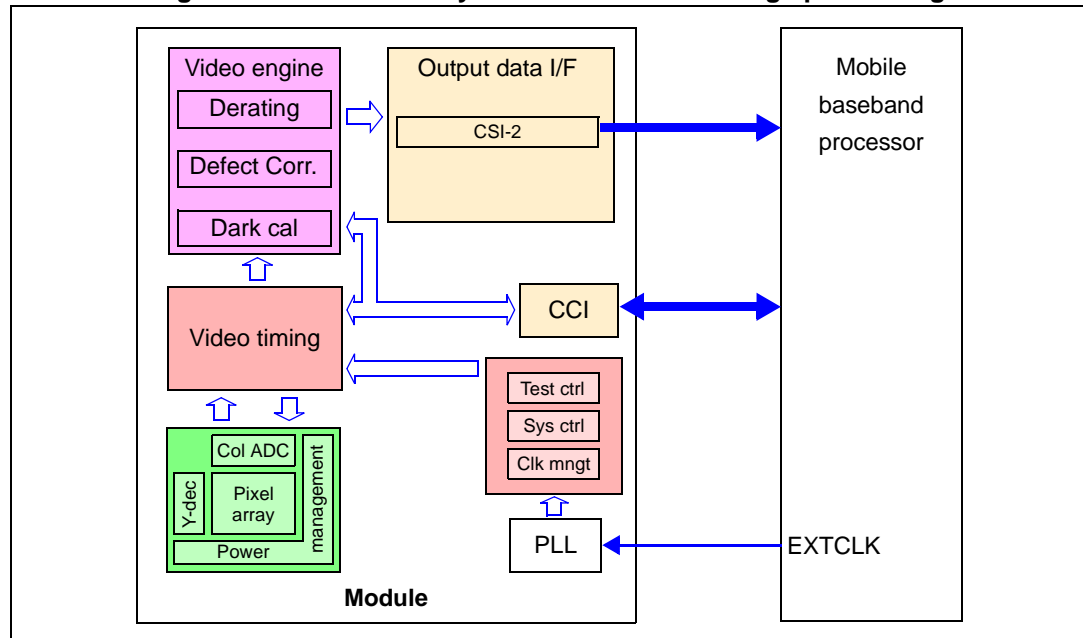 Video engine
Derating
Defect Corr.
Dark cal
Output data I/F
CSI-2
Mobile
baseband
processor
Video timing
CCI
Test ctrl
Sys ctrl
Clk mngt
Col ADC
Y-dec
Pixel
array
management
Power
PLL
EXTCLK
Module